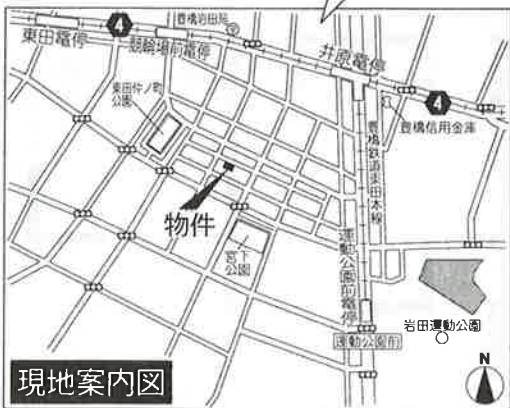 豊橋岩田局
4
東田電停
競輪場前電停
井原電停
4
東田仲ノ町
公園
豊橋信用金庫
豊橋鉄道東田本線
物件
宮下
公園
運動公園前電停
岩田運動公園
運動公園前
現地案内図
N